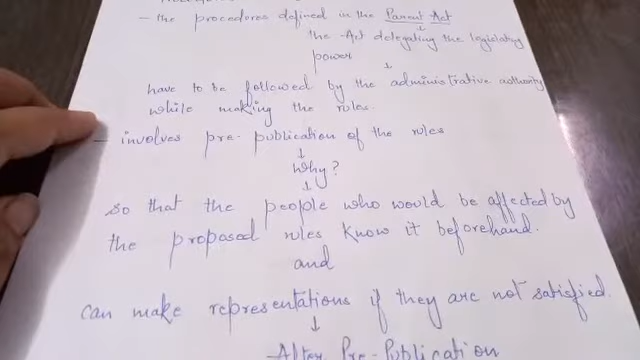 - the procedures defined in the Parent Act
↓
the Act delegating the legislating
power
↓
have to be followed by the administrative authority
while making the rules.
- involves pre-publication of the rules
↓
Why?
↓
so that the people who would be affected by
the proposed rules know it beforehand.
and
can make representations if they are not satisfied.
↓
- After Pre-Publication